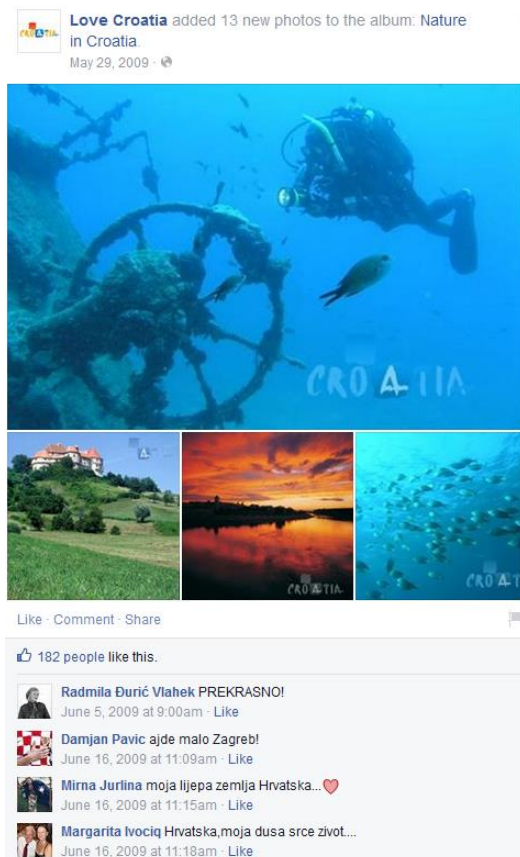 CROATIA
Love Croatia added 13 new photos to the album: Nature
in Croatia.
May 29, 2009 ·
CROATIA
CROATIA
CROATIA
Like · Comment · Share
182 people like this.
Radmila Đurić Vlahek PREKRASNO!
June 5, 2009 at 9:00am · Like
Damjan Pavic ajde malo Zagreb!
June 16, 2009 at 11:09am · Like
Mirna Jurlina moja lijepa zemlja Hrvatska...
June 16, 2009 at 11:15am · Like
Margarita Ivociq Hrvatska,moja dusa srce zivot....
June 16, 2009 at 11:18am · Like